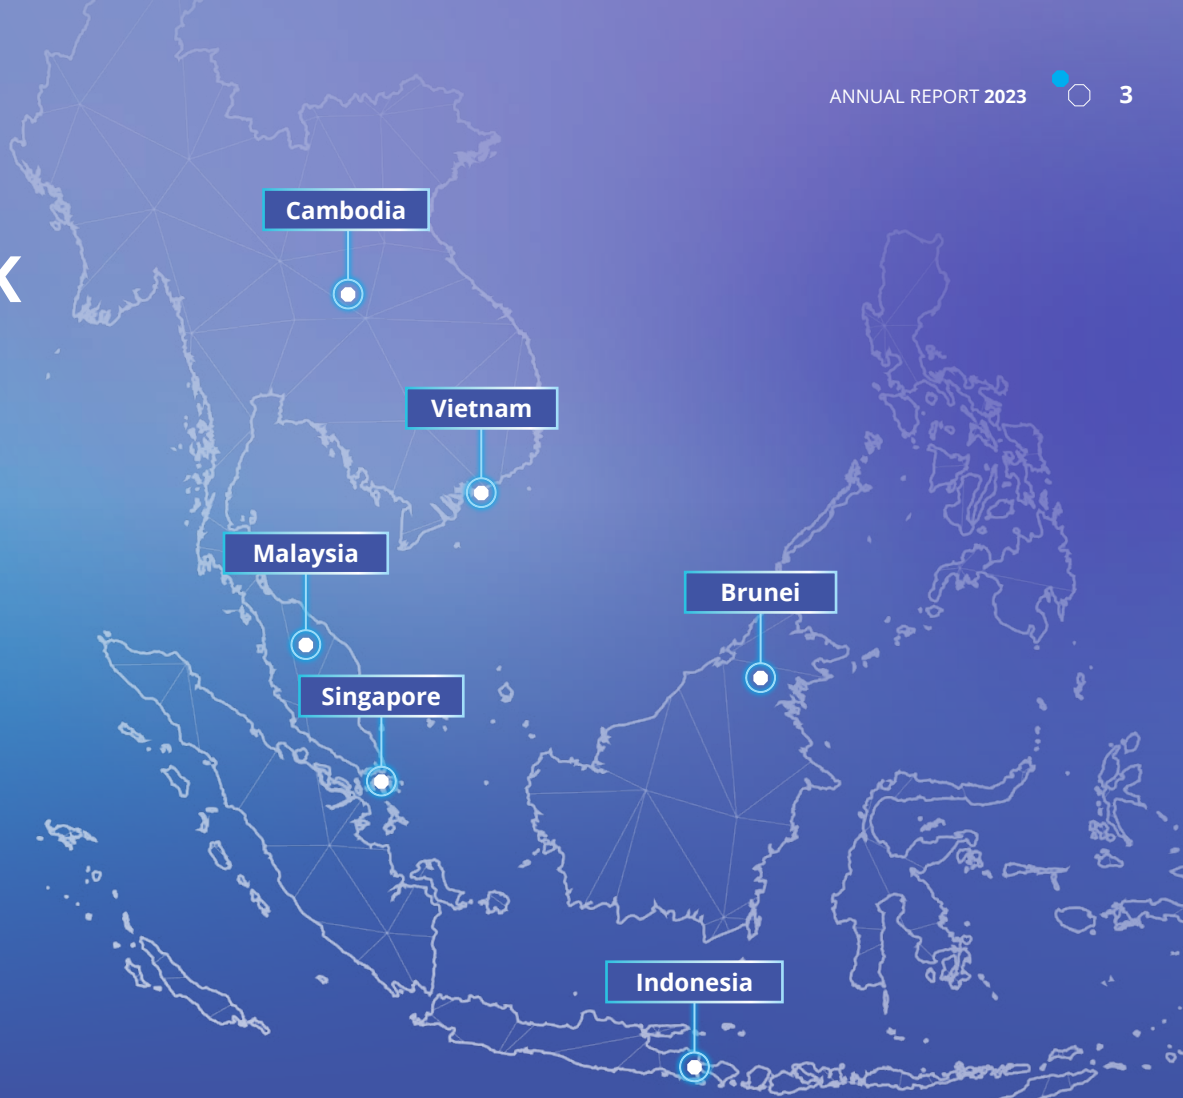 ANNUAL REPORT 2023 3
Cambodia
K
Vietnam
Malaysia
Brunei
Singapore
Indonesia